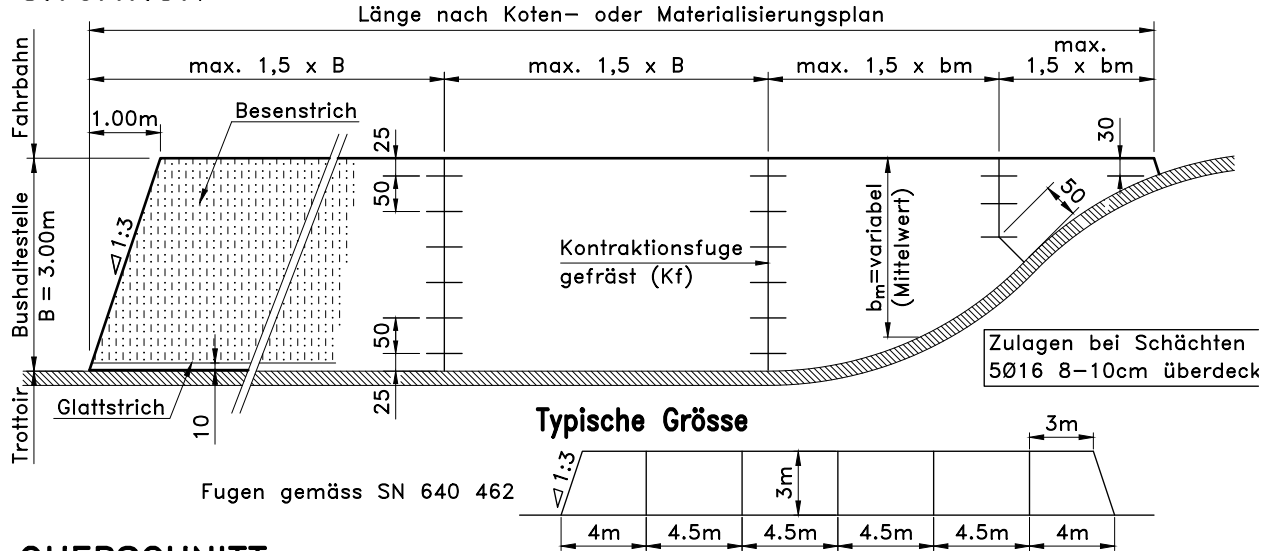 Länge nach Koten- oder Materialisierungsplan
max. 1,5 x B
max. 1,5 x B
max. 1,5 x bm
max.
1,5 x bm
Fahrbahn
1.00m
Besenstrich
25
30
50
50
Bushaltestelle
B = 3.00m
1:3
Kontraktionsfuge
gefräst (Kf)
bm=variabel
(Mittelwert)
50
Zulagen bei Schächten
5Ø16 8-10cm überdeck
Trottoir
Glattstrich
10
25
Typische Grösse
3m
1:3
3m
Fugen gemäss SN 640 462
4m
4.5m
4.5m
4.5m
4.5m
4m